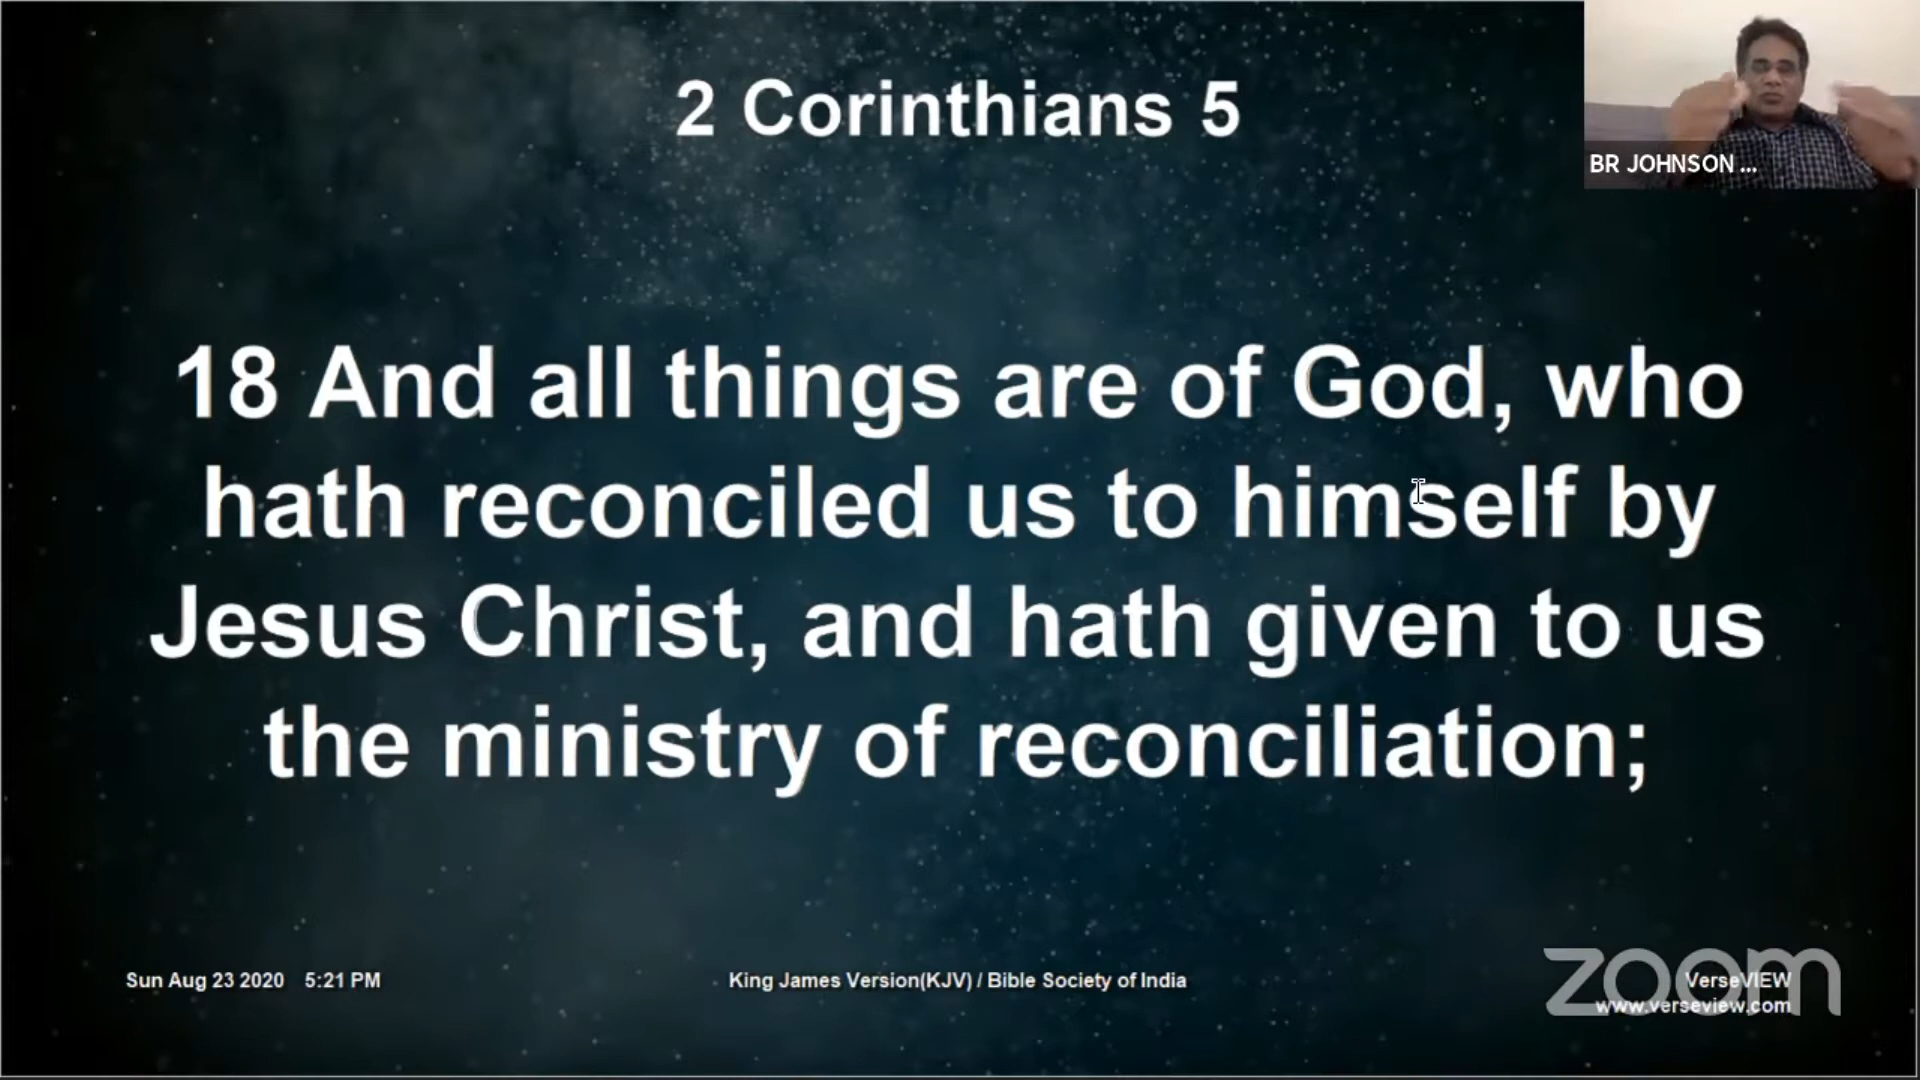 2 Corinthians 5
BR JOHNSON ...
18 And all things are of God, who
hath reconciled us to himself by
Jesus Christ, and hath given to us
the ministry of reconciliation;
Sun Aug 23 2020 5:21 PM
King James Version(KJV) / Bible Society of India
VerseVIEW
www.verseview.com
zoom